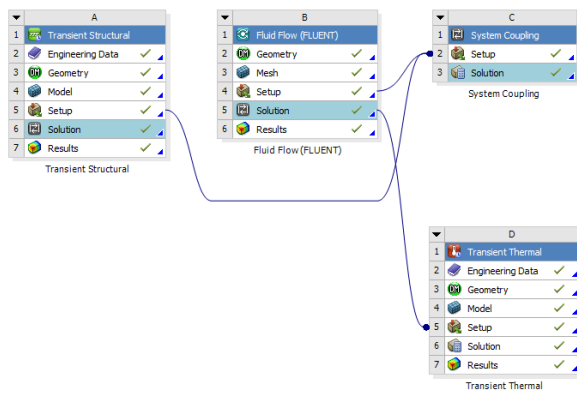 A
1 Transient Structural
2 Engineering Data
3 Geometry
4 Model
5 Setup
6 Solution
7 Results
Transient Structural
B
1 Fluid Flow (FLUENT)
2 Geometry
3 Mesh
4 Setup
5 Solution
6 Results
Fluid Flow (FLUENT)
C
1 System Coupling
2 Setup
3 Solution
System Coupling
D
1 Transient Thermal
2 Engineering Data
3 Geometry
4 Model
5 Setup
6 Solution
7 Results
Transient Thermal